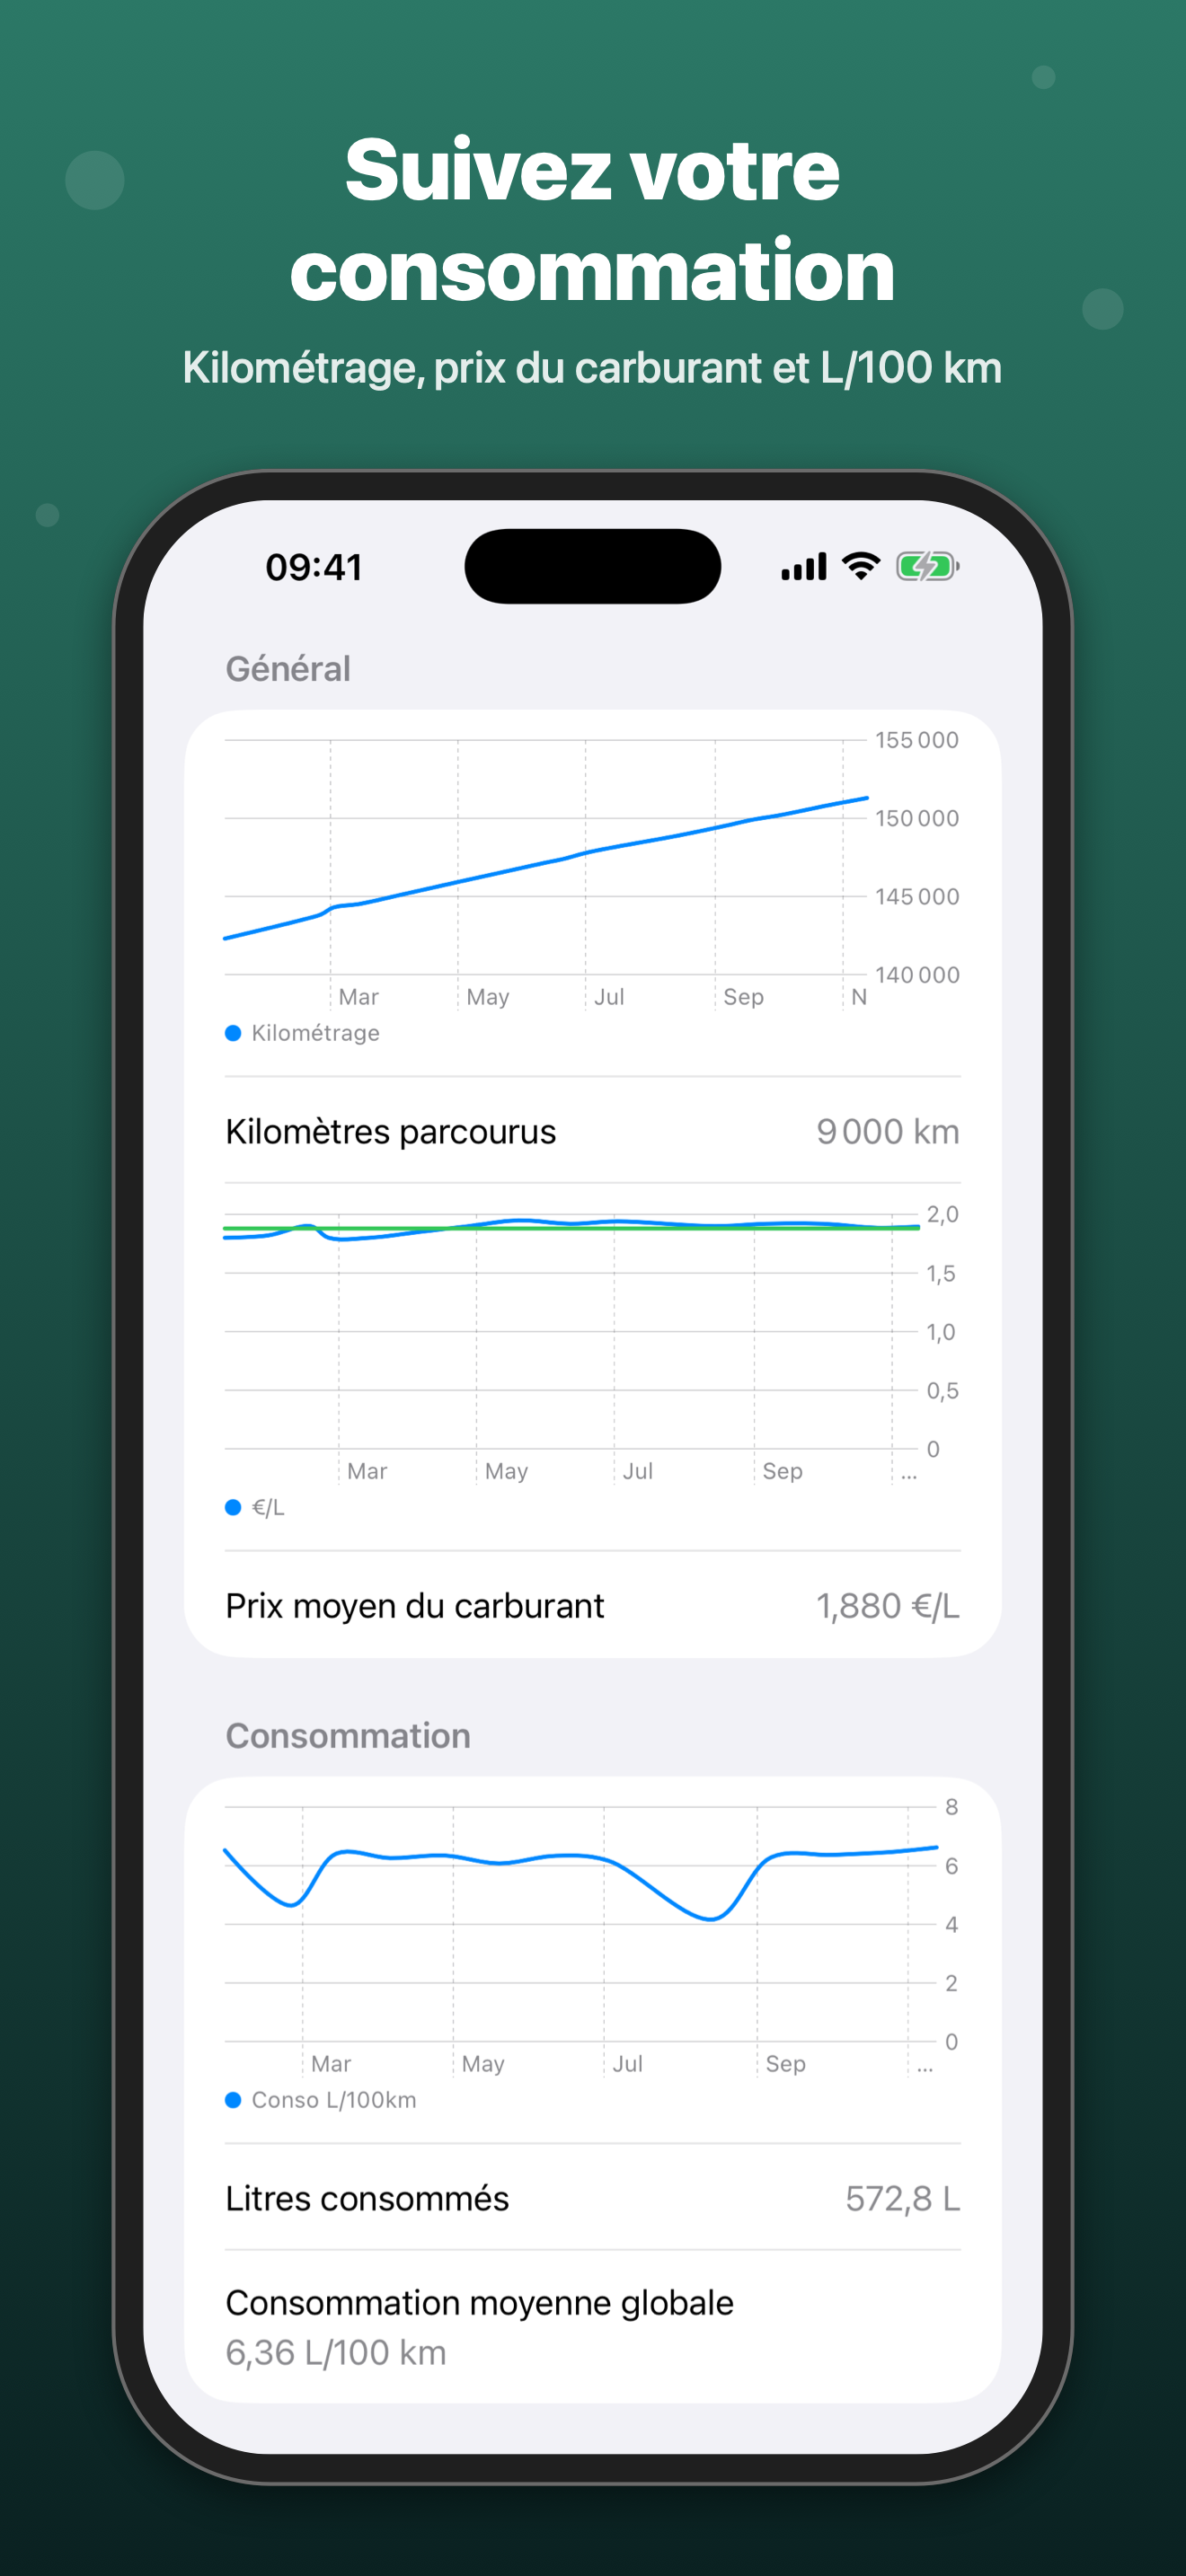 Suivez votre
consommation
Kilométrage, prix du carburant et L/100 km
09:41
Général
155 000
150 000
145 000
140 000
Mar May Jul Sep N
Kilométrage
Kilomètres parcourus 9 000 km
2,0
1,5
1,0
0,5
0
Mar May Jul Sep ...
€/L
Prix moyen du carburant 1,880 €/L
Consommation
8
6
4
2
0
Mar May Jul Sep ...
Conso L/100km
Litres consommés 572,8 L
Consommation moyenne globale
6,36 L/100 km